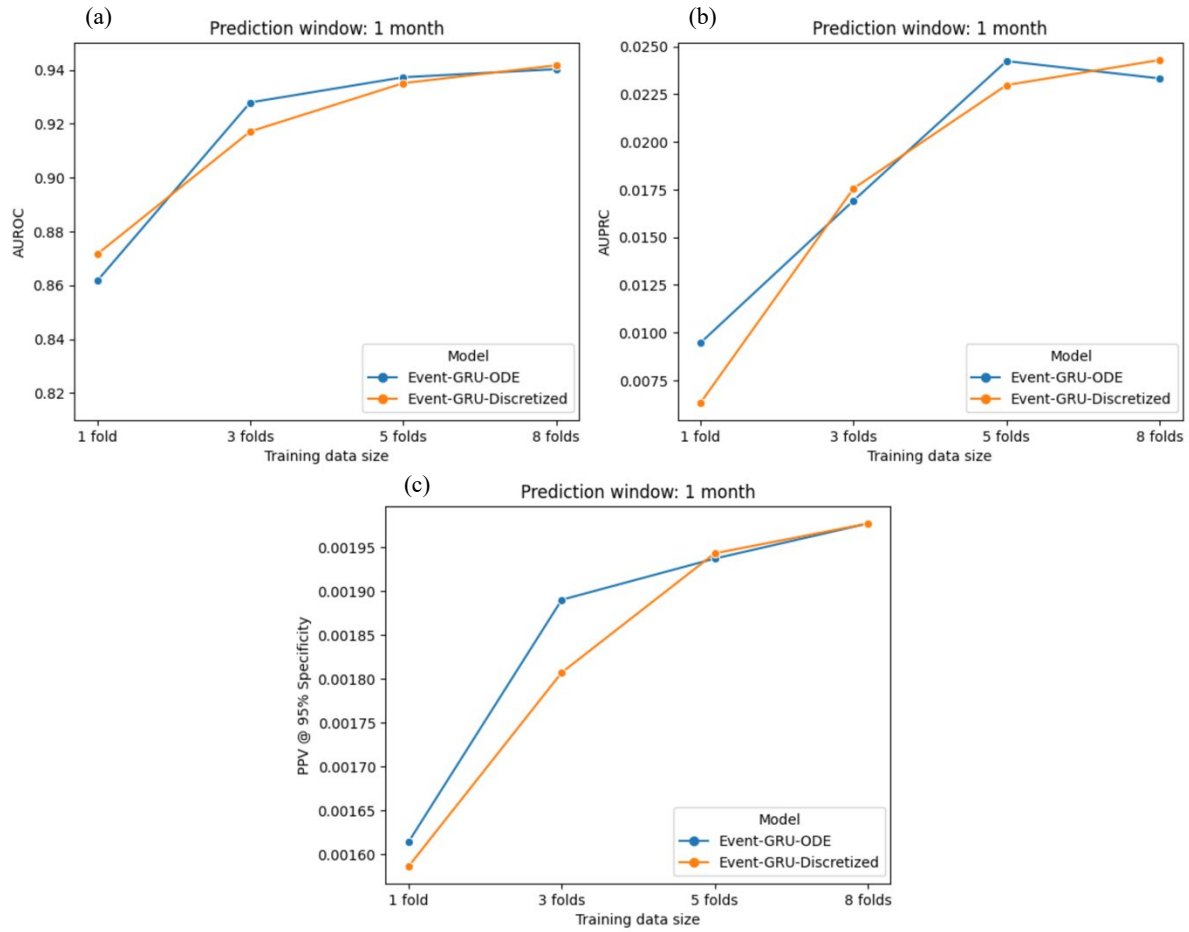 (a)
Prediction window: 1 month
0.94
0.92
0.90
0.88
0.86
0.84
0.82
AUROC
Model
Event-GRU-ODE
Event-GRU-Discretized
1 fold
3 folds
5 folds
8 folds
Training data size
(b)
Prediction window: 1 month
0.0250
0.0225
0.0200
0.0175
0.0150
0.0125
0.0100
0.0075
AUPRC
Model
Event-GRU-ODE
Event-GRU-Discretized
1 fold
3 folds
5 folds
8 folds
Training data size
(c)
Prediction window: 1 month
0.00195
0.00190
0.00185
0.00180
0.00175
0.00170
0.00165
0.00160
PPV @ 95% Specificity
Model
Event-GRU-ODE
Event-GRU-Discretized
1 fold
3 folds
5 folds
8 folds
Training data size